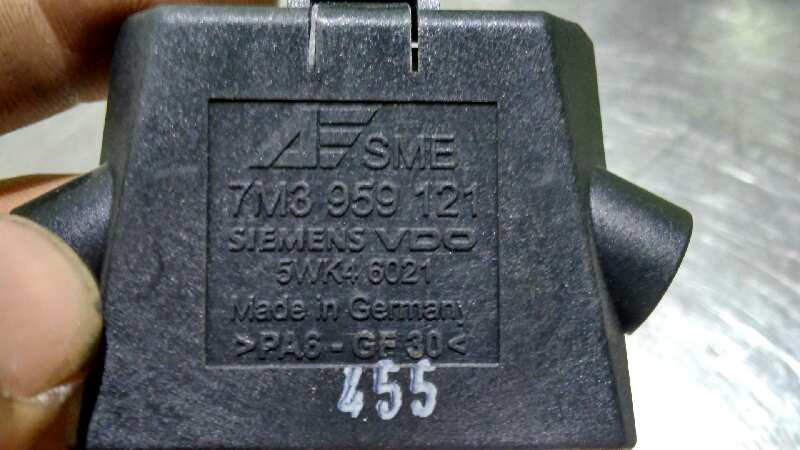 SME
7M3 959 121
SIEMENS VDO
5WK4 6021
Made in Germany
>PA6 - GF 30<
455